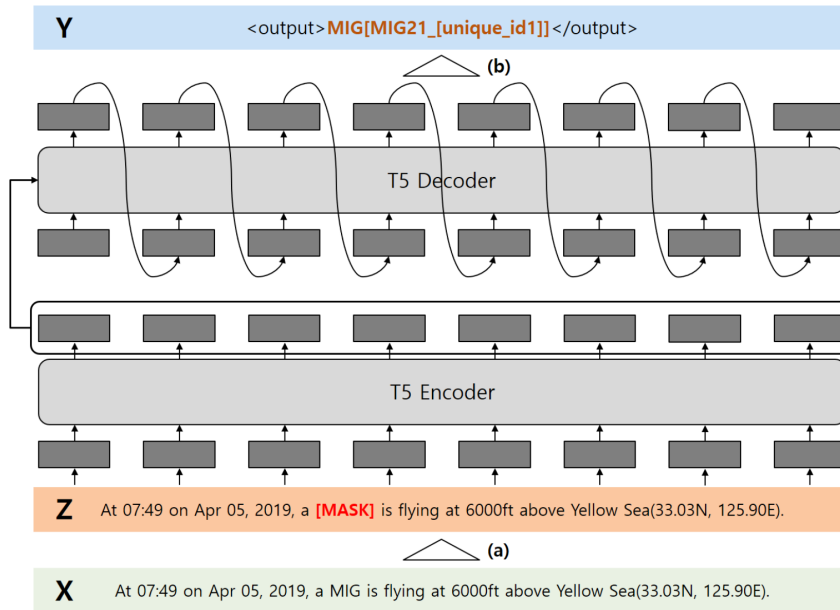 Y <output>MIG[MIG21_[unique_id1]]</output>
(b)
T5 Decoder
T5 Encoder
Z At 07:49 on Apr 05, 2019, a [MASK] is flying at 6000ft above Yellow Sea(33.03N, 125.90E).
(a)
X At 07:49 on Apr 05, 2019, a MIG is flying at 6000ft above Yellow Sea(33.03N, 125.90E).